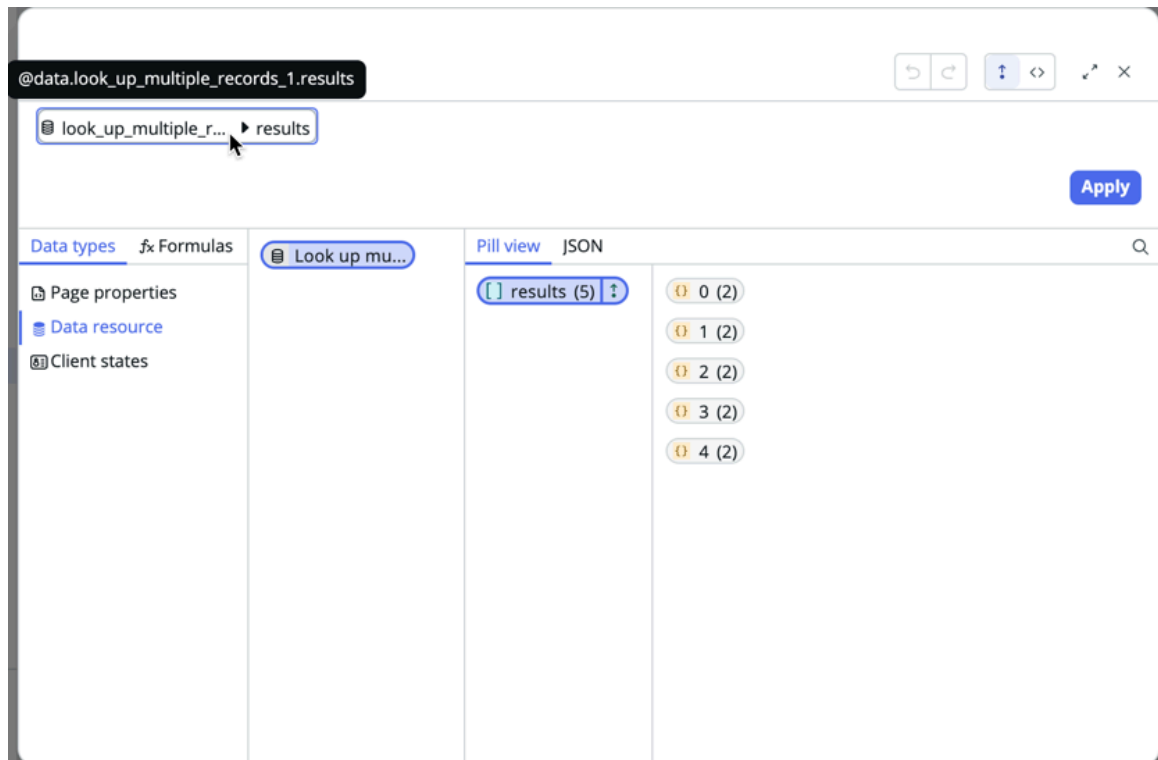 @data.look_up_multiple_records_1.results
look_up_multiple_r... results
Apply
Data types fx Formulas
Page properties
Data resource
Client states
Look up mu...
Pill view JSON
[ ] results (5)
{} 0 (2)
{} 1 (2)
{} 2 (2)
{} 3 (2)
{} 4 (2)